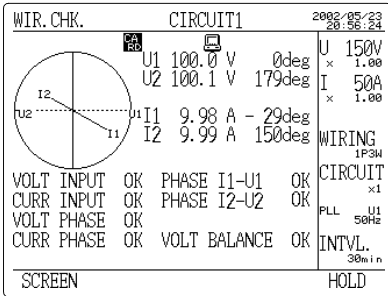 WIR.CHK. CIRCUIT1 2002/05/23
20:56:24
CA
RD
U1 100.0 V 0deg
U2 100.1 V 179deg
I1 9.98 A - 29deg
I2 9.99 A 150deg
I2
U2
U1
I1
VOLT INPUT OK PHASE I1-U1 OK
CURR INPUT OK PHASE I2-U2 OK
VOLT PHASE OK
CURR PHASE OK VOLT BALANCE OK
U 150V
× 1.00
I 50A
× 1.00
WIRING
1P3W
CIRCUIT
×1
PLL U1
50Hz
INTVL.
30min
SCREEN HOLD